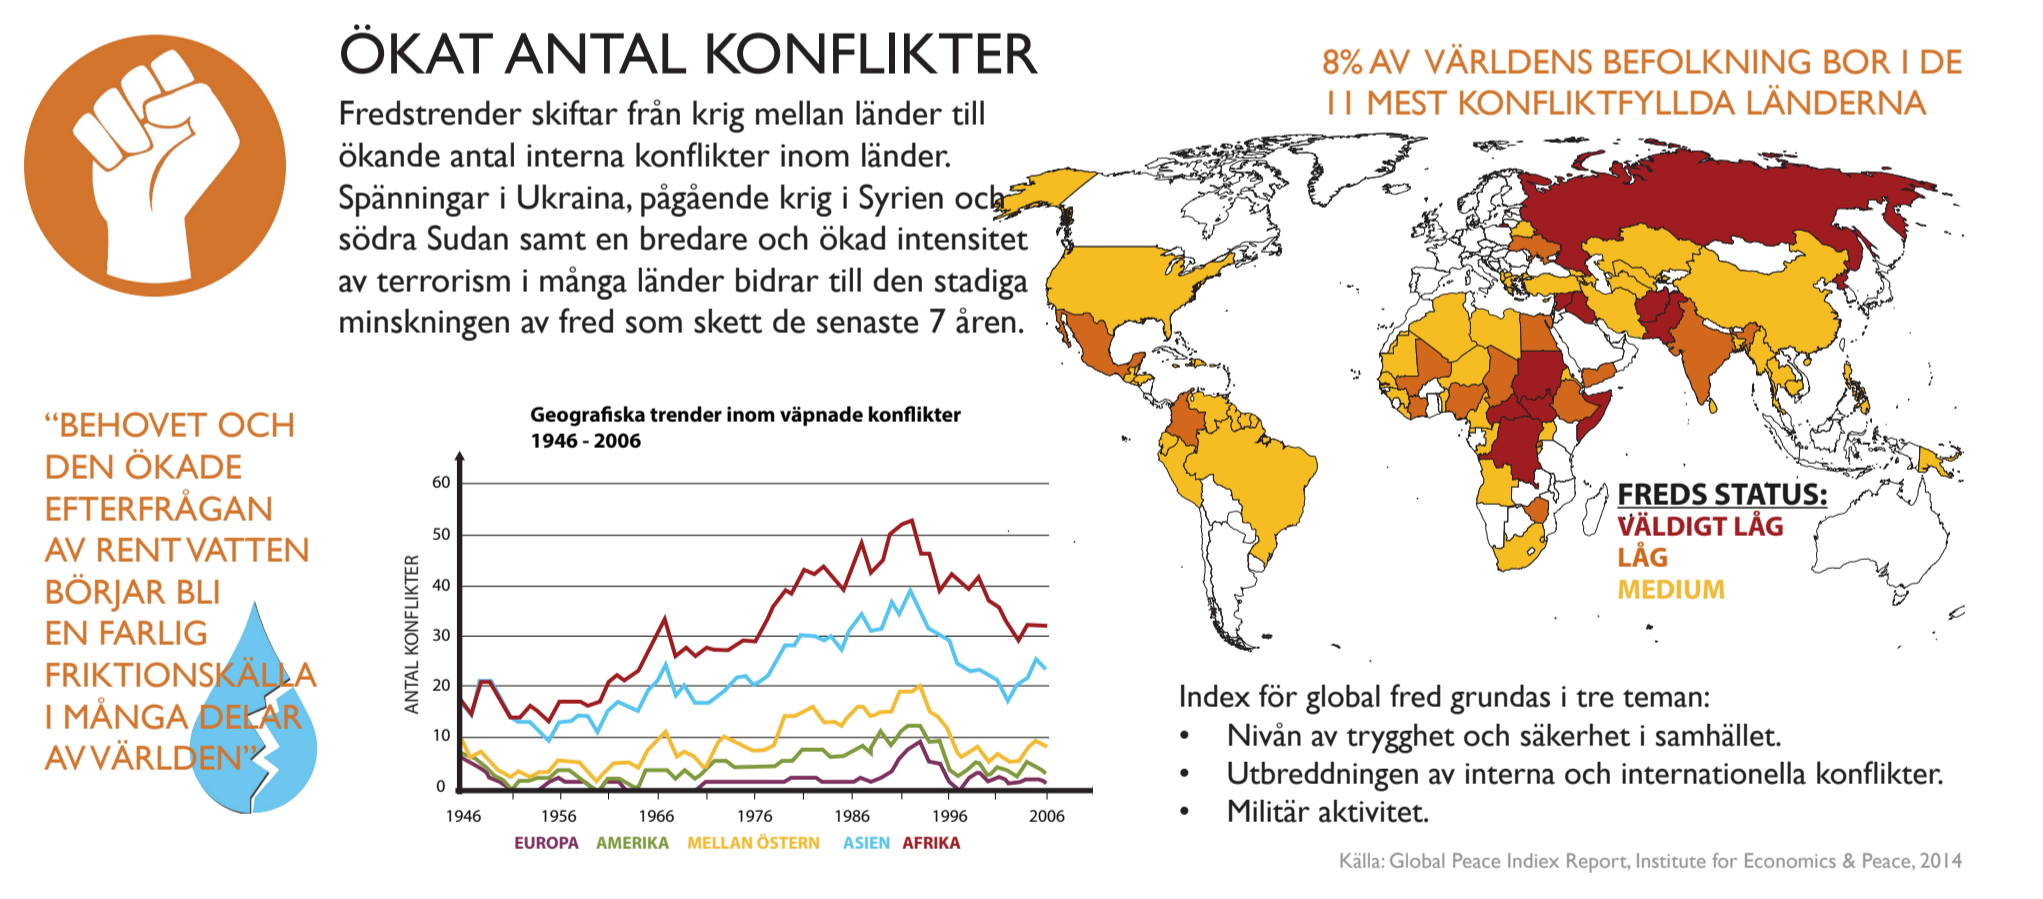 ÖKAT ANTAL KONFLIKTER
Fredstrender skiftar från krig mellan länder till
ökande antal interna konflikter inom länder.
Spänningar i Ukraina, pågående krig i Syrien och
södra Sudan samt en bredare och ökad intensitet
av terrorism i många länder bidrar till den stadiga
minskningen av fred som skett de senaste 7 åren.
8% AV VÄRLDENS BEFOLKNING BOR I DE
11 MEST KONFLIKTFYLLDA LÄNDERNA
“BEHOVET OCH
DEN ÖKADE
EFTERFRÅGAN
AV RENT VATTEN
BÖRJAR BLI
EN FARLIG
FRIKTIONSKÄLLA
I MÅNGA DELAR
AV VÄRLDEN”
Geografiska trender inom väpnade konflikter
1946 - 2006
ANTAL KONFLIKTER
60
50
40
30
20
10
0
1946 1956 1966 1976 1986 1996 2006
EUROPA AMERIKA MELLAN ÖSTERN ASIEN AFRIKA
FREDS STATUS:
VÄLDIGT LÅG
LÅG
MEDIUM
Index för global fred grundas i tre teman:
• Nivån av trygghet och säkerhet i samhället.
• Utbreddningen av interna och internationella konflikter.
• Militär aktivitet.
Källa: Global Peace Indiex Report, Institute for Economics & Peace, 2014